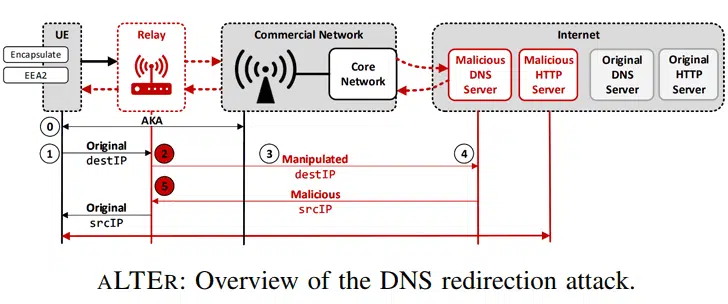 UE
Relay
Commercial Network
Internet
Encapsulate
EEA2
Core
Network
Malicious
DNS
Server
Malicious
HTTP
Server
Original
DNS
Server
Original
HTTP
Server
0
AKA
1
Original
destIP
2
3
Manipulated
destIP
4
5
Malicious
srcIP
Original
srcIP
ALTER: Overview of the DNS redirection attack.